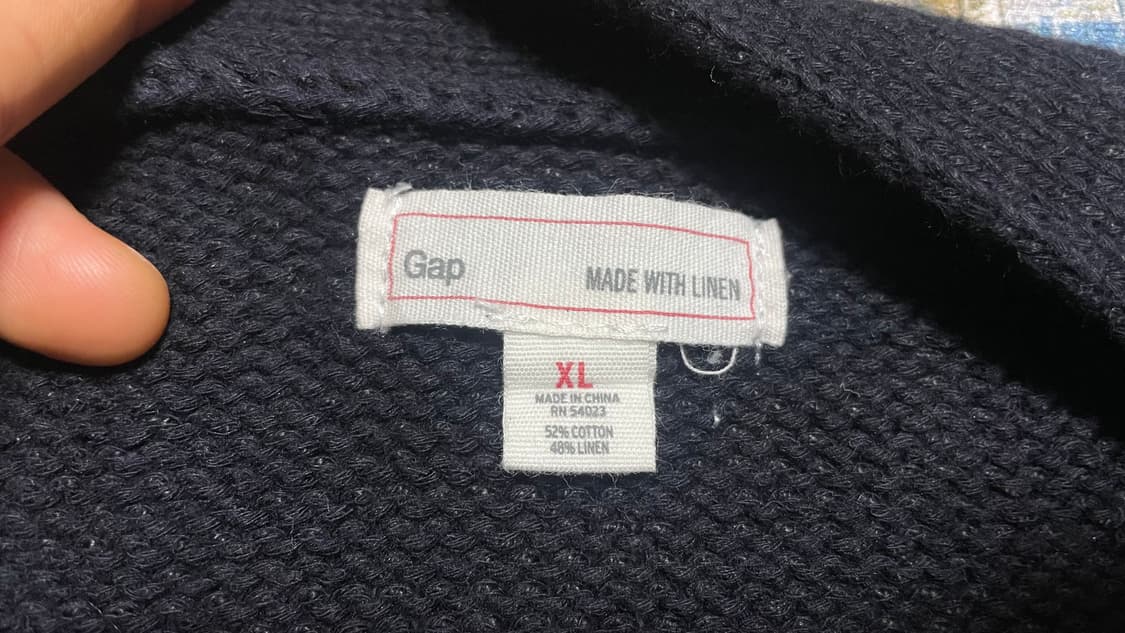 Gap MADE WITH LINEN
XL
MADE IN CHINA
RN 54023
52% COTTON
48% LINEN